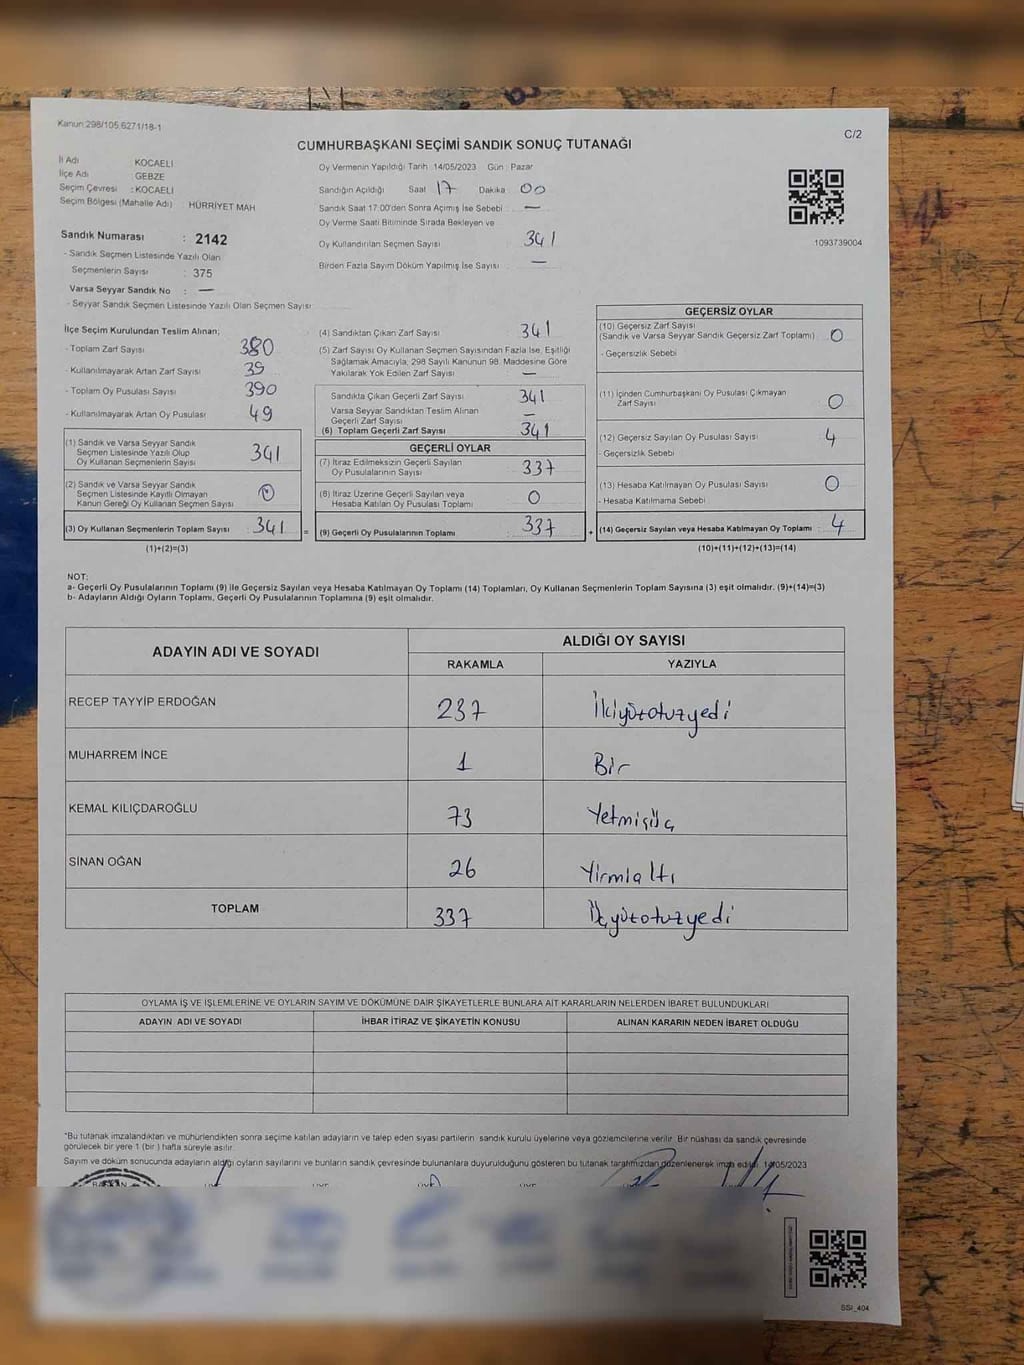 Kanun:298/105,6271/18-1
C/2
CUMHURBAŞKANI SEÇİMİ SANDIK SONUÇ TUTANAĞI
İl Adı KOCAELİ
İlçe Adı : GEBZE
Seçim Çevresi : KOCAELİ
Seçim Bölgesi (Mahalle Adı) HÜRRİYET MAH
Sandık Numarası : 2142
- Sandık Seçmen Listesinde Yazılı Olan
Seçmenlerin Sayısı : 375
Varsa Seyyar Sandık No : —
- Seyyar Sandık Seçmen Listesinde Yazılı Olan Seçmen Sayısı
Oy Vermenin Yapıldığı Tarih 14/05/2023 Gün Pazar
Sandığın Açıldığı Saat 17 Dakika 00
Sandık Saat 17:00'den Sonra Açımış İse Sebebi —
Oy Verme Saati Bitiminde Sırada Bekleyen ve
Oy Kullandırılan Seçmen Sayısı 341
Birden Fazla Sayım Döküm Yapılmış İse Sayısı —
1093739004
İlçe Seçim Kurulundan Teslim Alınan;
- Toplam Zarf Sayısı 380
- Kullanılmayarak Artan Zarf Sayısı 39
- Toplam Oy Pusulası Sayısı 390
- Kullanılmayarak Artan Oy Pusulası 49
(1) Sandık ve Varsa Seyyar Sandık
Seçmen Listesinde Yazılı Olup
Oy Kullanan Seçmenlerin Sayısı 341
(2) Sandık ve Varsa Seyyar Sandık
Seçmen Listesinde Kayıtlı Olmayan
Kanun Gereği Oy Kullanan Seçmen Sayısı 0
(3) Oy Kullanan Seçmenlerin Toplam Sayısı 341
(1)+(2)=(3)
(4) Sandıktan Çıkan Zarf Sayısı 341
(5) Zarf Sayısı Oy Kullanan Seçmen Sayısından Fazla İse, Eşitliği
Sağlamak Amacıyla, 298 Sayılı Kanunun 98. Maddesine Göre
Yakılarak Yok Edilen Zarf Sayısı —
Sandıkta Çıkan Geçerli Zarf Sayısı 341
Varsa Seyyar Sandıktan Teslim Alınan
Geçerli Zarf Sayısı —
(6) Toplam Geçerli Zarf Sayısı 341
GEÇERLİ OYLAR
(7) İtiraz Edilmeksizin Geçerli Sayılan
Oy Pusulalarının Sayısı 337
(8) İtiraz Üzerine Geçerli Sayılan veya
Hesaba Katılan Oy Pusulası Toplamı 0
= (9) Geçerli Oy Pusulalarının Toplamı 337 +
GEÇERSİZ OYLAR
(10) Geçersiz Zarf Sayısı
(Sandık ve Varsa Seyyar Sandık Geçersiz Zarf Toplamı) 0
- Geçersizlik Sebebi
(11) İçinden Cumhurbaşkanı Oy Pusulası Çıkmayan
Zarf Sayısı 0
(12) Geçersiz Sayılan Oy Pusulası Sayısı 4
- Geçersizlik Sebebi
(13) Hesaba Katılmayan Oy Pusulası Sayısı 0
- Hesaba Katılmama Sebebi
(14) Geçersiz Sayılan veya Hesaba Katılmayan Oy Toplamı 4
(10)+(11)+(12)+(13)=(14)
NOT:
a- Geçerli Oy Pusulalarının Toplamı (9) ile Geçersiz Sayılan veya Hesaba Katılmayan Oy Toplamı (14) Toplamları, Oy Kullanan Seçmenlerin Toplam Sayısına (3) eşit olmalıdır. (9)+(14)=(3)
b- Adayların Aldığı Oyların Toplamı, Geçerli Oy Pusulalarının Toplamına (9) eşit olmalıdır.
ADAYIN ADI VE SOYADI ALDIĞI OY SAYISI
RAKAMLA YAZIYLA
RECEP TAYYİP ERDOĞAN 237 İkiyüzotuzyedi
MUHARREM İNCE 1 Bir
KEMAL KILIÇDAROĞLU 73 Yetmişüç
SİNAN OĞAN 26 Yirmialtı
TOPLAM 337 Üçyüzotuzyedi
OYLAMA İŞ VE İŞLEMLERİNE VE OYLARIN SAYIM VE DÖKÜMÜNE DAİR ŞİKAYETLERLE BUNLARA AİT KARARLARIN NELERDEN İBARET BULUNDUKLARI
ADAYIN ADI VE SOYADI İHBAR İTİRAZ VE ŞİKAYETİN KONUSU ALINAN KARARIN NEDEN İBARET OLDUĞU
*Bu tutanak imzalandıktan ve mühürlendikten sonra seçime katılan adayların ve talep eden siyasi partilerin sandık kurulu üyelerine veya gözlemcilerine verilir. Bir nüshası da sandık çevresinde
görülecek bir yere 1 (bir) hafta süreyle asılır.
Sayım ve döküm sonucunda adayların aldığı oyların sayılarını ve bunların sandık çevresinde bulunanlara duyurulduğunu gösteren bu tutanak tarafımızdan düzenlenerek imza edildi. 14/05/2023
SSI_404